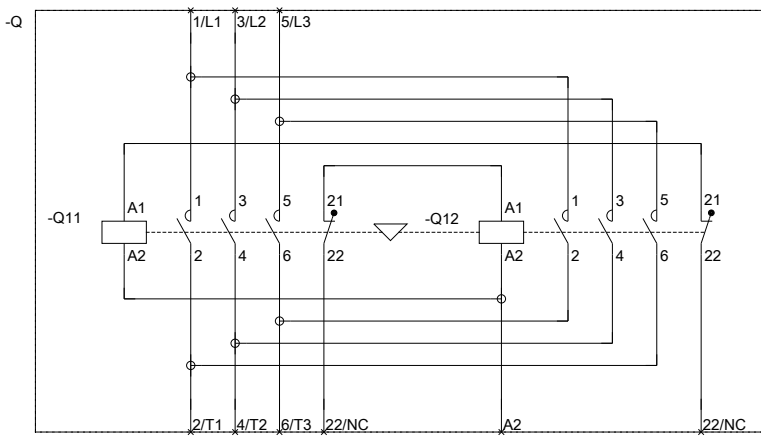 -Q 1/L1 3/L2 5/L3
1 3 5 21 1 3 5 21
A1 A1
-Q11 -Q12
A2 2 4 6 22 A2 2 4 6 22
2/T1 4/T2 6/T3 22/NC A2 22/NC